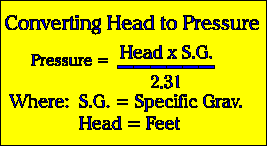 Converting Head to Pressure
Pressure = Head x S.G.
2.31
Where: S.G. = Specific Grav.
Head = Feet